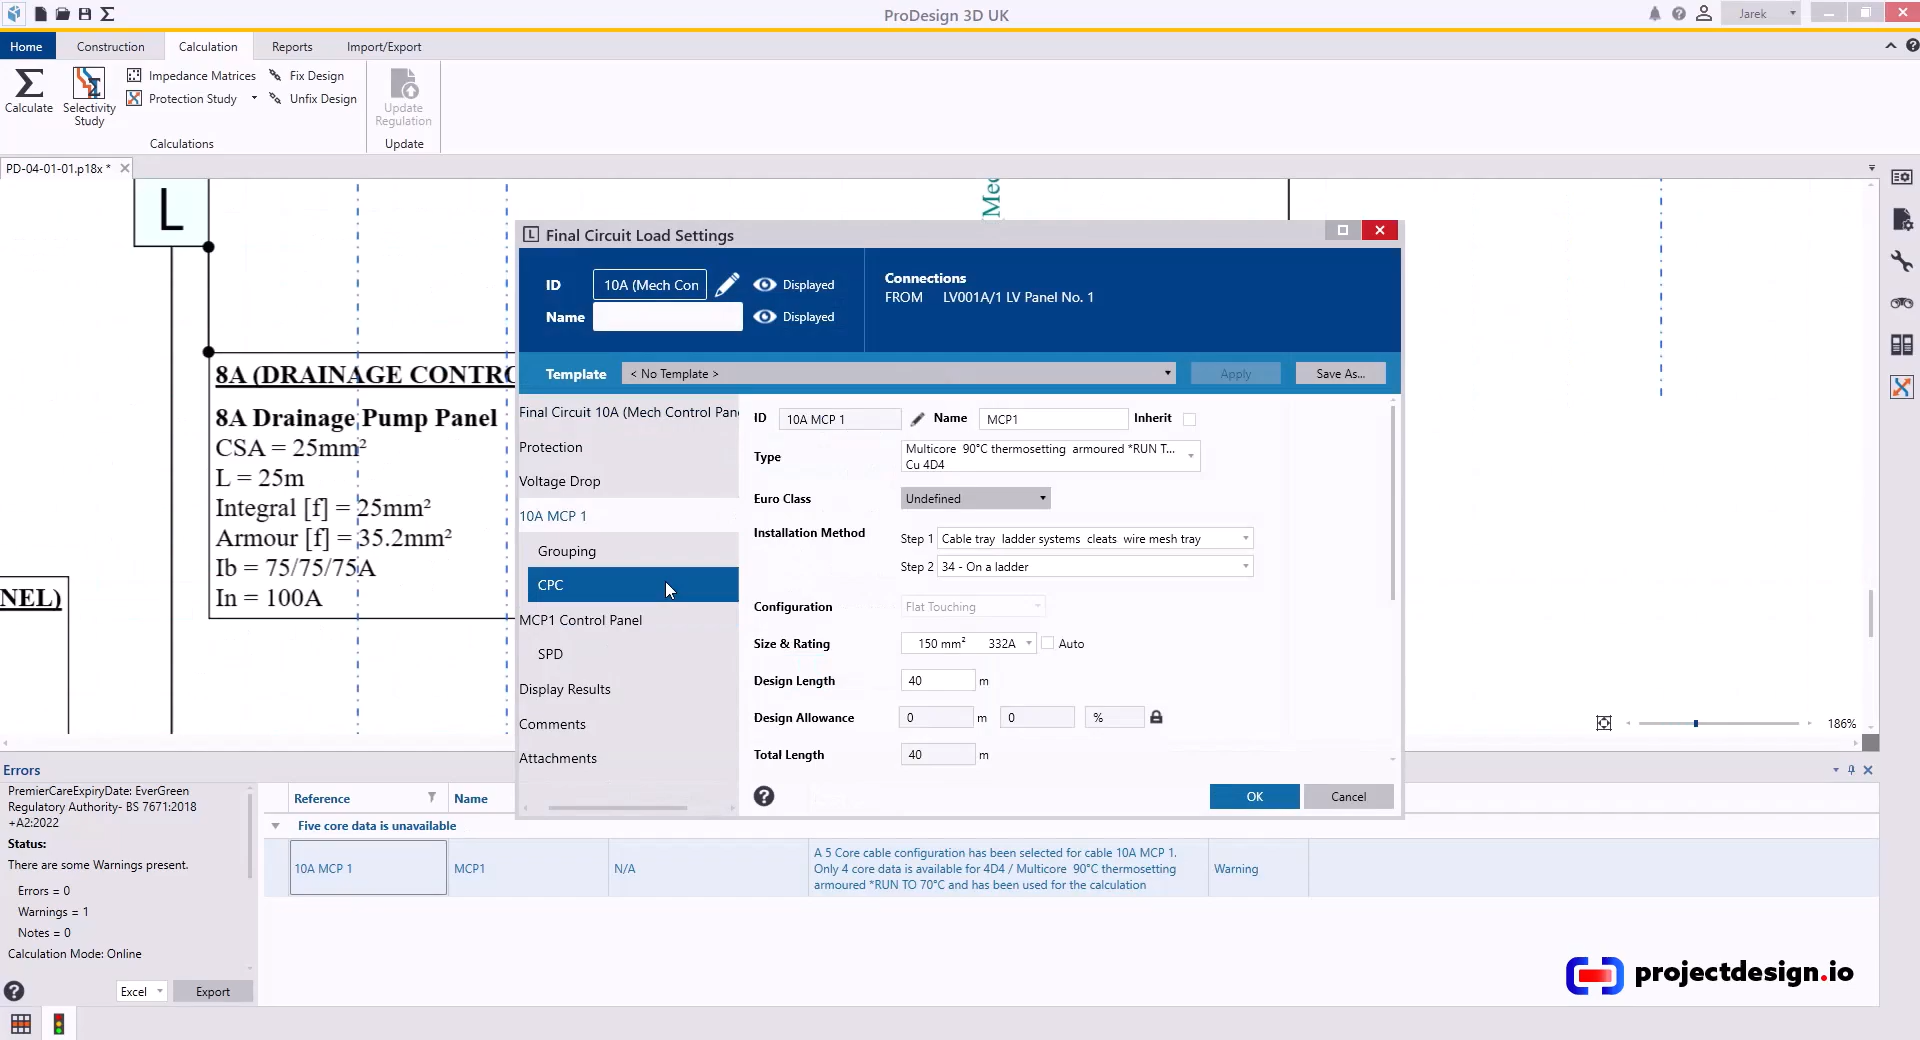 ProDesign 3D UK
Jarek
Home
Construction
Calculation
Reports
Import/Export
Calculate
Selectivity
Study
Impedance Matrices
Protection Study
Fix Design
Unfix Design
Update
Regulation
Calculations
Update
PD-04-01-01.p18x *
L
8A (DRAINAGE CONTRO
8A Drainage Pump Panel
CSA = 25mm²
L = 25m
Integral [f] = 25mm²
Armour [f] = 35.2mm²
Ib = 75/75/75A
In = 100A
NEL)
(Mec
L Final Circuit Load Settings
ID
10A (Mech Con
Displayed
Name
Displayed
Connections
FROM LV001A/1 LV Panel No. 1
Template
< No Template >
Apply
Save As...
Final Circuit 10A (Mech Control Pan
Protection
Voltage Drop
10A MCP 1
Grouping
CPC
MCP1 Control Panel
SPD
Display Results
Comments
Attachments
ID 10A MCP 1 Name MCP1 Inherit
Type
Multicore 90°C thermosetting armoured *RUN T...
Cu 4D4
Euro Class Undefined
Installation Method
Step 1 Cable tray ladder systems cleats wire mesh tray
Step 2 34 - On a ladder
Configuration Flat Touching
Size & Rating 150 mm² 332A Auto
Design Length 40 m
Design Allowance 0 m 0 %
Total Length 40 m
OK
Cancel
186%
Errors
PremierCareExpiryDate: EverGreen
Regulatory Authority- BS 7671:2018
+A2:2022
Status:
There are some Warnings present.
Errors = 0
Warnings = 1
Notes = 0
Calculation Mode: Online
Excel
Export
Reference
Name
Five core data is unavailable
10A MCP 1
MCP1
N/A
A 5 Core cable configuration has been selected for cable 10A MCP 1.
Only 4 core data is available for 4D4 / Multicore 90°C thermosetting
armoured *RUN TO 70°C and has been used for the calculation
Warning
projectdesign.io